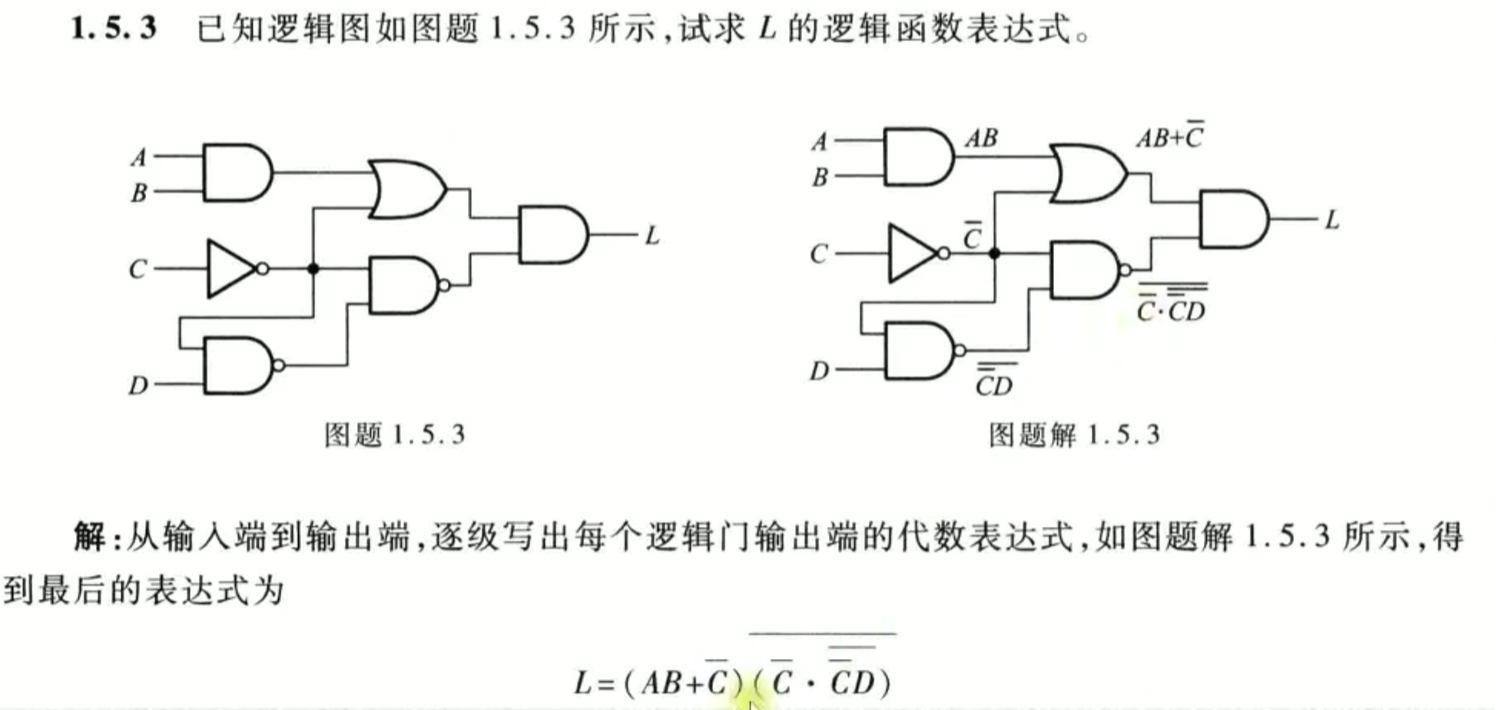 1.5.3 已知逻辑图如图题 1.5.3 所示,试求 L 的逻辑函数表达式。
A
B
C
D
L
图题 1.5.3
A
B
AB
AB+C̅
C
C̅
D
$\overline{\overline{C}D}$
$\overline{\overline{C}\cdot\overline{\overline{C}D}}$
L
图题解 1.5.3
解:从输入端到输出端,逐级写出每个逻辑门输出端的代数表达式,如图题解 1.5.3 所示,得
到最后的表达式为
$L=(AB+\overline{C})\overline{(\overline{C}\cdot\overline{\overline{C}D})}$